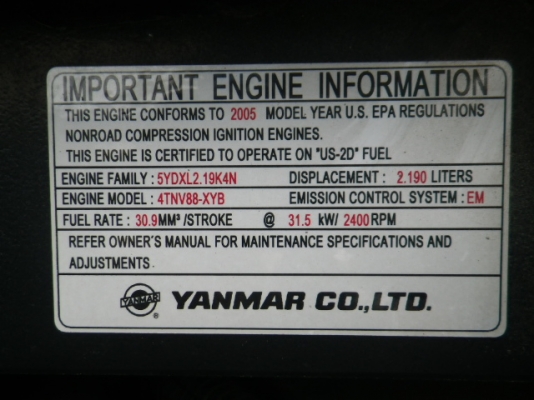 IMPORTANT ENGINE INFORMATION
THIS ENGINE CONFORMS TO 2005 MODEL YEAR U.S. EPA REGULATIONS
NONROAD COMPRESSION IGNITION ENGINES.
THIS ENGINE IS CERTIFIED TO OPERATE ON "US-2D" FUEL
ENGINE FAMILY : 5YDXL2.19K4N DISPLACEMENT : 2.190 LITERS
ENGINE MODEL : 4TNV88-XYB EMISSION CONTROL SYSTEM : EM
FUEL RATE : 30.9MM³ /STROKE @ 31.5 kW/ 2400RPM
REFER OWNER'S MANUAL FOR MAINTENANCE SPECIFICATIONS AND
ADJUSTMENTS
YANMAR ® YANMAR CO.,LTD.